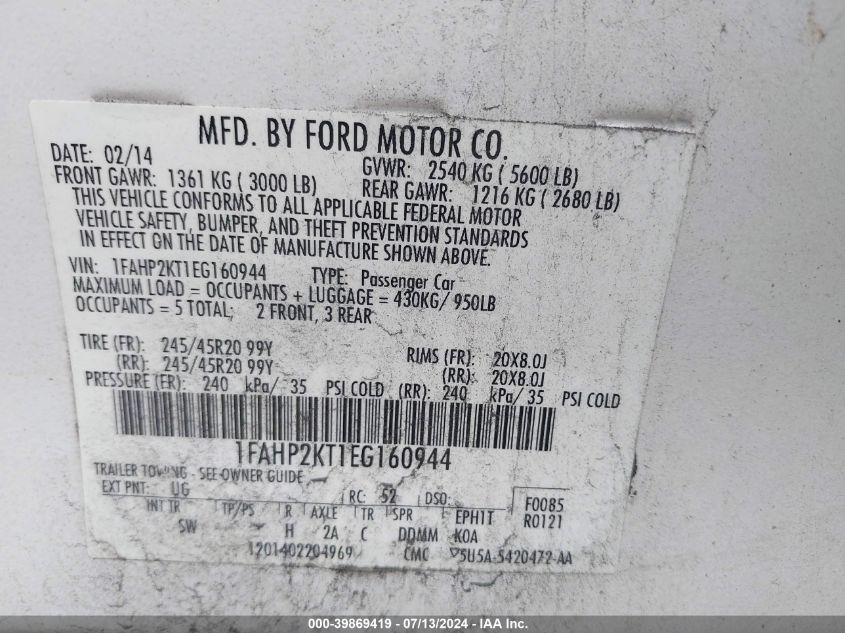 MFD. BY FORD MOTOR CO.
DATE: 02/14 GVWR: 2540 KG (5600 LB)
FRONT GAWR: 1361 KG (3000 LB) REAR GAWR: 1216 KG (2680 LB)
THIS VEHICLE CONFORMS TO ALL APPLICABLE FEDERAL MOTOR
VEHICLE SAFETY, BUMPER, AND THEFT PREVENTION STANDARDS
IN EFFECT ON THE DATE OF MANUFACTURE SHOWN ABOVE.
VIN: 1FAHP2KT1EG160944 TYPE: Passenger Car
MAXIMUM LOAD = OCCUPANTS + LUGGAGE = 430KG/ 950LB
OCCUPANTS = 5 TOTAL; 2 FRONT, 3 REAR
TIRE (FR): 245/45R20 99Y RIMS (FR): 20X8.0J
(RR): 245/45R20 99Y (RR): 20X8.0J
PRESSURE (FR): 240 kPa/ 35 PSI COLD (RR): 240 kPa/ 35 PSI COLD
1FAHP2KT1EG160944
TRAILER TOWING - SEE OWNER GUIDE
EXT PNT: UG RC: 52 DSO: F0085
INT TR TP/PS R AXLE TR SPR EPH1T R0121
SW H 2A C DDMM KOA
1201402204969 CMC 5U5A-5420472-AA
000-39869419 - 07/13/2024 - IAA Inc.